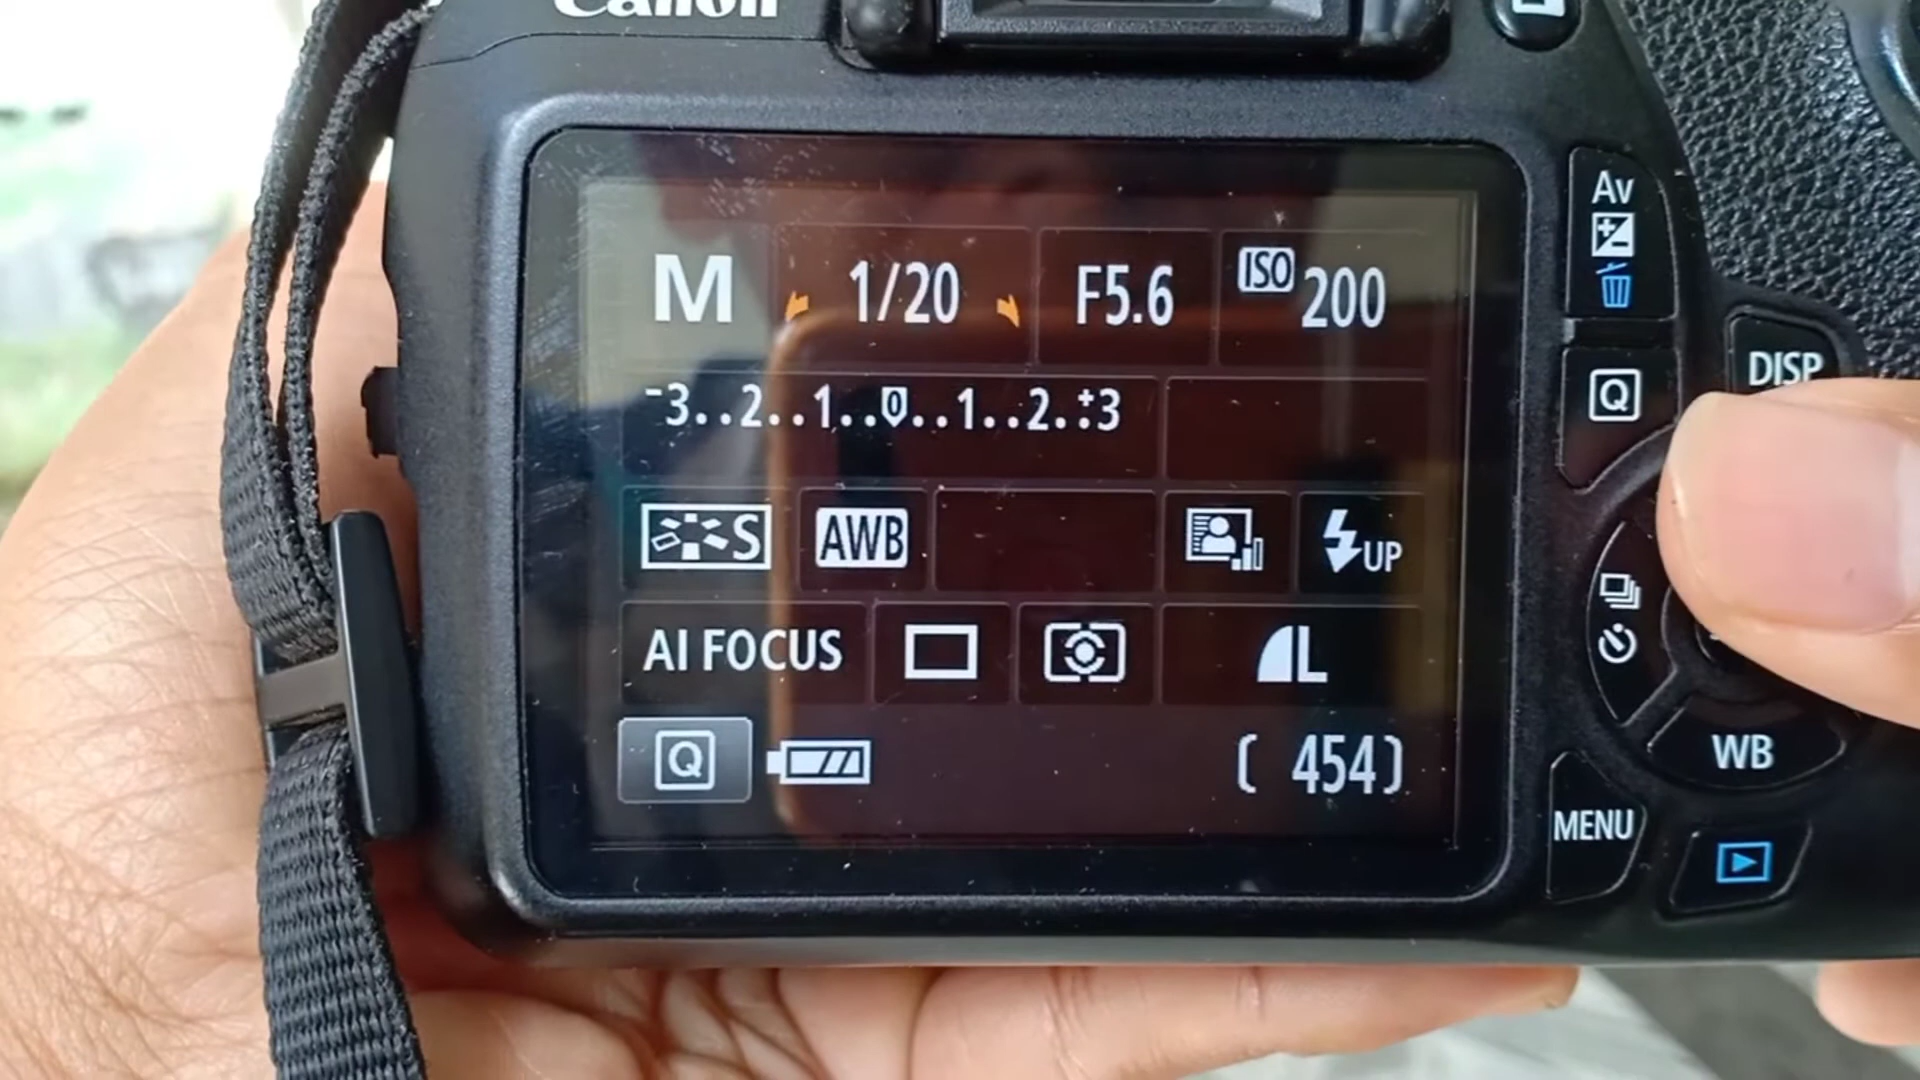 Canon
M 1/20 F5.6 ISO 200
-3..2..1..0..1..2.:+3
S AWB UP
AI FOCUS L
Q [ 454]
Av
Q
DISP
WB
MENU